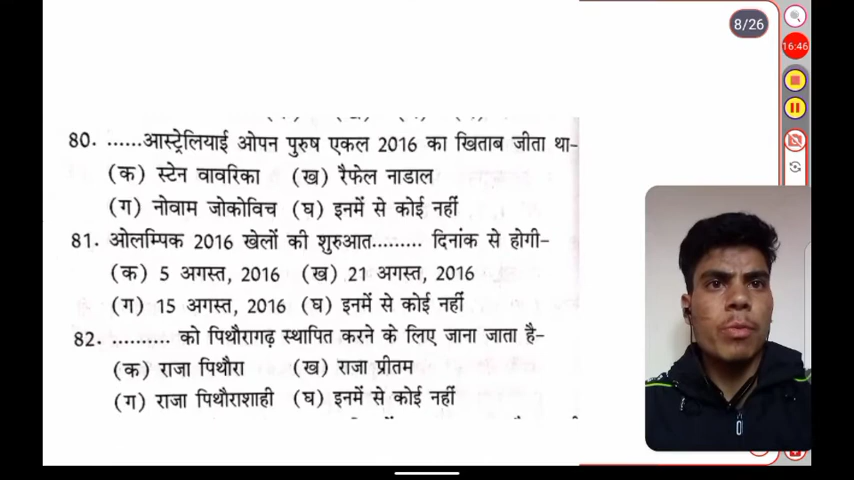 8/26
16:46
80. ......आस्ट्रेलियाई ओपन पुरुष एकल 2016 का खिताब जीता था-
(क) स्टेन वावरिका (ख) रैफेल नाडाल
(ग) नोवाम जोकोविच (घ) इनमें से कोई नहीं
81. ओलम्पिक 2016 खेलों की शुरुआत......... दिनांक से होगी-
(क) 5 अगस्त, 2016 (ख) 21 अगस्त, 2016
(ग) 15 अगस्त, 2016 (घ) इनमें से कोई नहीं
82. .......... को पिथौरागढ़ स्थापित करने के लिए जाना जाता है-
(क) राजा पिथौरा (ख) राजा प्रीतम
(ग) राजा पिथौराशाही (घ) इनमें से कोई नहीं